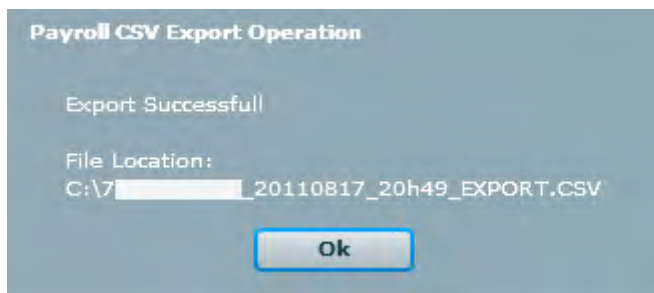 Payroll CSV Export Operation
Export Successfull
File Location:
C:\7 _20110817_20h49_EXPORT.CSV
Ok